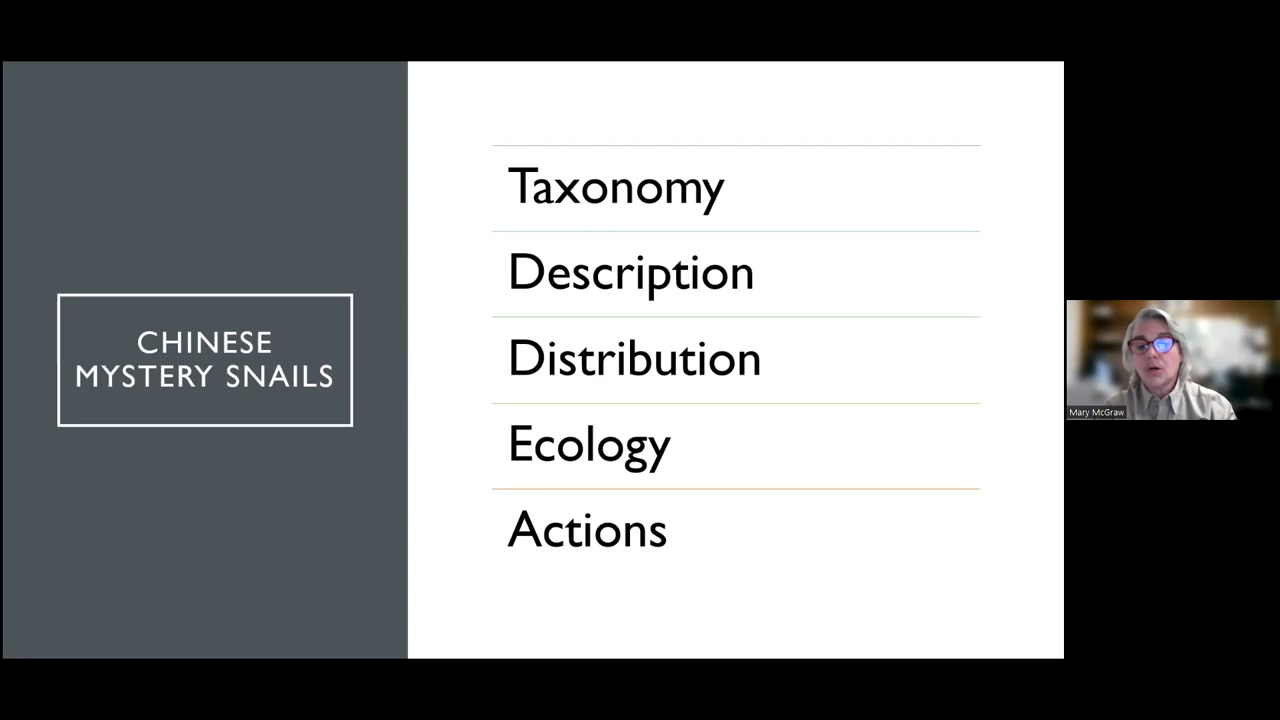 CHINESE
MYSTERY SNAILS
Taxonomy
Description
Distribution
Ecology
Actions
Mary McGraw